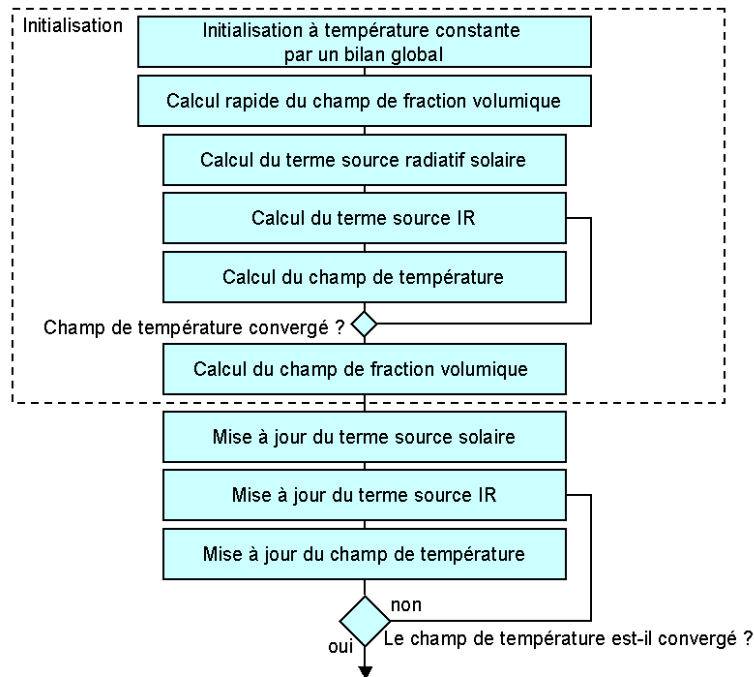 Initialisation
Initialisation à température constante
par un bilan global
Calcul rapide du champ de fraction volumique
Calcul du terme source radiatif solaire
Calcul du terme source IR
Calcul du champ de température
Champ de température convergé ?
Calcul du champ de fraction volumique
Mise à jour du terme source solaire
Mise à jour du terme source IR
Mise à jour du champ de température
non
Le champ de température est-il convergé ?
oui